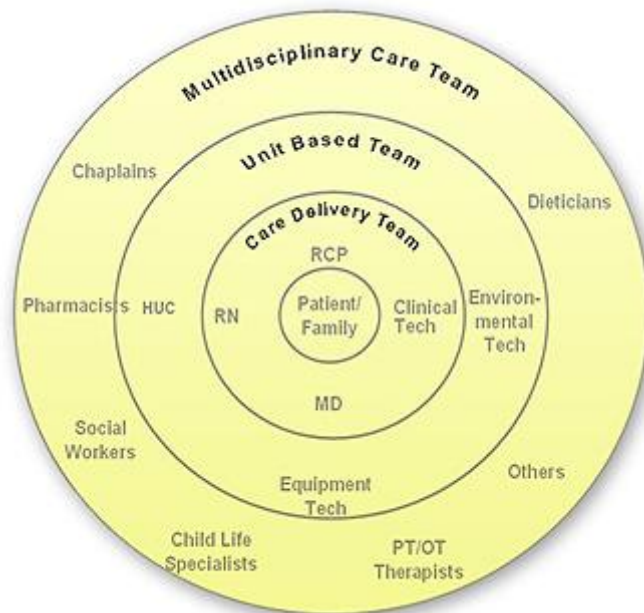 Multidisciplinary Care Team
Unit Based Team
Chaplains
Dieticians
Care Delivery Team
RCP
Pharmacists
HUC
RN
Patient/
Family
Clinical
Tech
Environ-
mental
Tech
MD
Social
Workers
Others
Equipment
Tech
Child Life
Specialists
PT/OT
Therapists